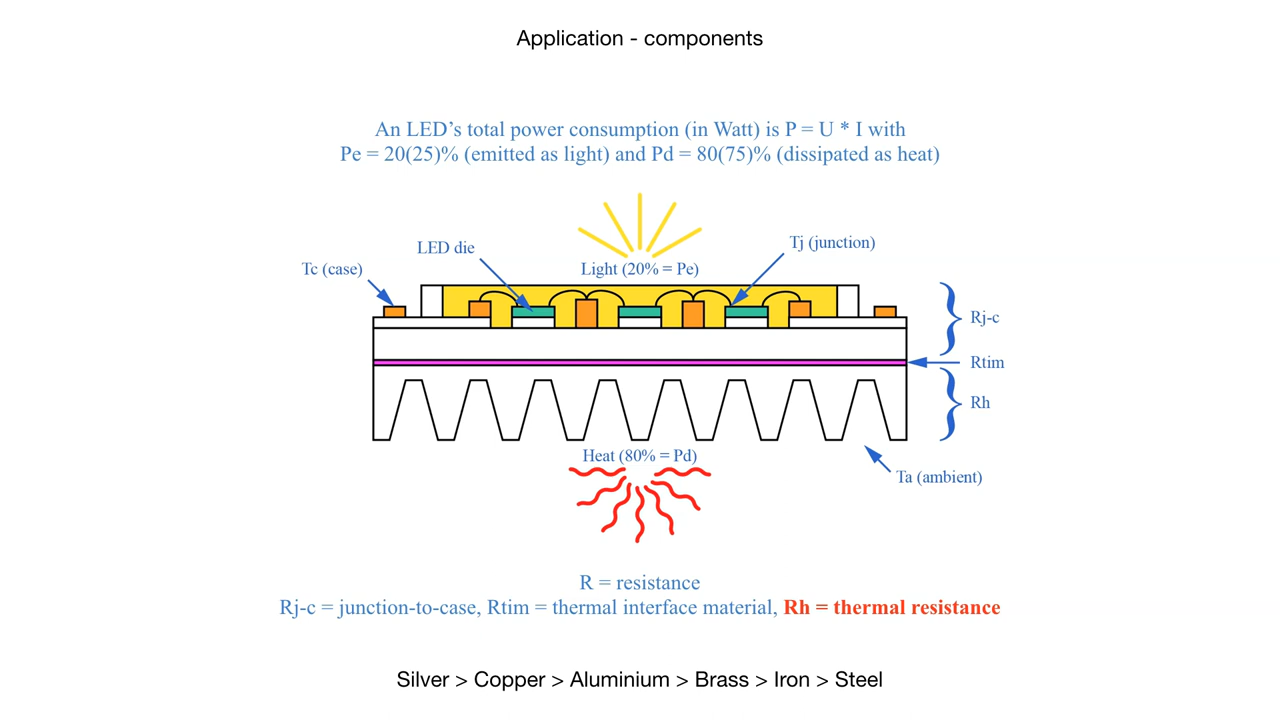 Application - components
An LED’s total power consumption (in Watt) is P = U * I with
Pe = 20(25)% (emitted as light) and Pd = 80(75)% (dissipated as heat)
LED die
Tj (junction)
Tc (case)
Light (20% = Pe)
Rj-c
Rtim
Rh
Heat (80% = Pd)
Ta (ambient)
R = resistance
Rj-c = junction-to-case, Rtim = thermal interface material, Rh = thermal resistance
Silver > Copper > Aluminium > Brass > Iron > Steel